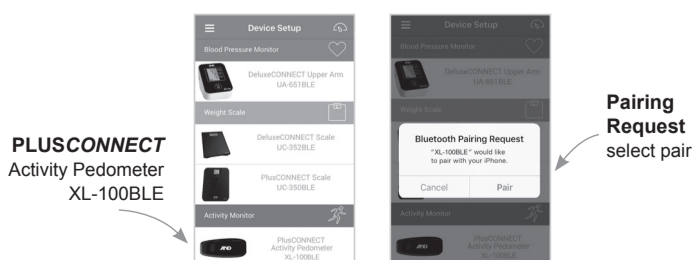 PLUSCONNECT
Activity Pedometer
XL-100BLE
Device Setup
Blood Pressure Monitor
DeluxeCONNECT Upper Arm
UA-651BLE
Weight Scale
DeluxeCONNECT Scale
UC-352BLE
PlusCONNECT Scale
UC-350BLE
Activity Monitor
AND
PlusCONNECT
Activity Pedometer
XL-100BLE
Device Setup
Blood Pressure Monitor
DeluxeCONNECT Upper Arm
UA-651BLE
Weight Scale
Bluetooth Pairing Request
"XL-100BLE" would like
to pair with your iPhone.
Cancel Pair
Activity Monitor
AND
PlusCONNECT
Activity Pedometer
XL-100BLE
Pairing
Request
select pair